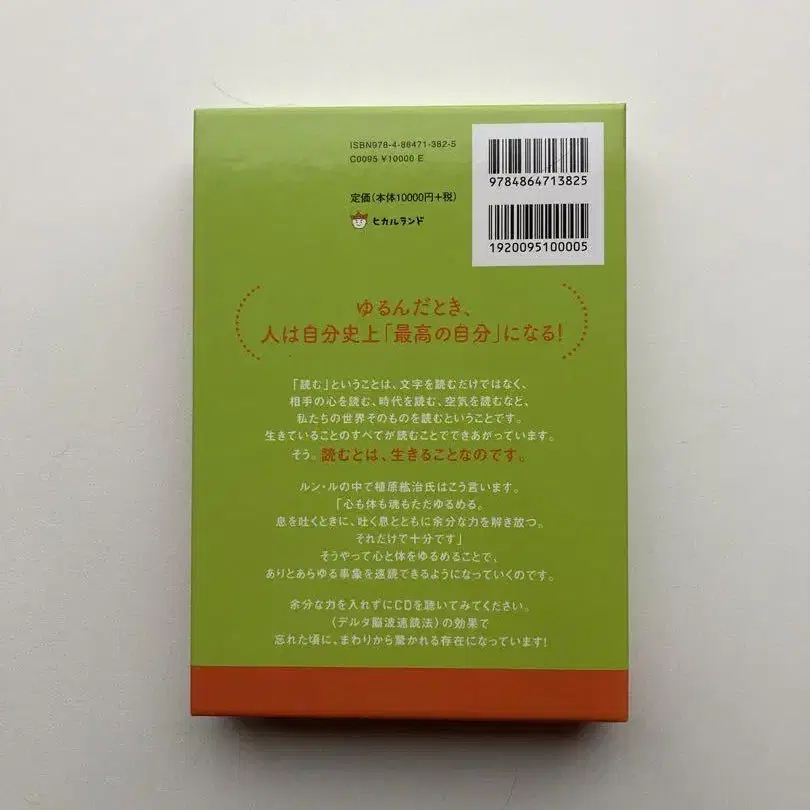 ISBN978-4-86471-382-5
C0095 ¥10000 E
定価(本体10000円+税)
ヒカルランド
9784864713825
1920095100005
ゆるんだとき、
人は自分史上「最高の自分」になる!
「読む」ということは、文字を読むだけではなく、
相手の心を読む、時代を読む、空気を読むなど、
私たちの世界そのものを読むということです。
生きていることのすべてが読むことでできあがっています。
そう。読むとは、生きることなのです。
ルン・ルの中で植原紘治氏はこう言います。
「心も体も魂もただゆるめる。
息を吐くときに、吐く息とともに余分な力を解き放つ。
それだけで十分です」
そうやって心と体をゆるめることで、
ありとあらゆる事象を速読できるようになっていくのです。
余分な力を入れずにCDを聴いてみてください。
〈デルタ脳波速読法〉の効果で
忘れた頃に、まわりから驚かれる存在になっています!